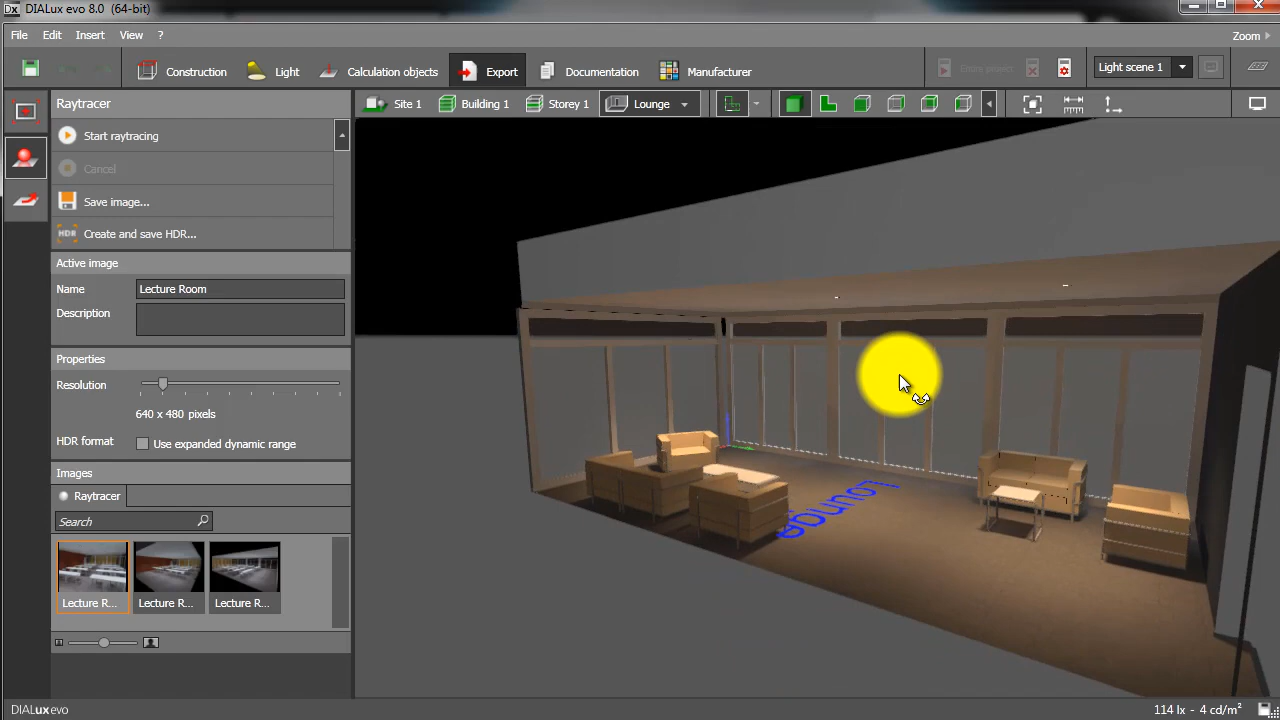 DIALux evo 8.0 (64-bit)
File Edit Insert View ? Zoom
Construction Light Calculation objects Export Documentation Manufacturer Entire project Light scene 1
Raytracer Site 1 Building 1 Storey 1 Lounge
Start raytracing
Cancel
Save image...
HDR Create and save HDR...
Active image
Name Lecture Room
Description
Properties
Resolution
640 x 480 pixels
HDR format Use expanded dynamic range
Images
Raytracer
Search
Lecture R... Lecture R... Lecture R...
Lounge
DIALux evo 114 lx - 4 cd/m²